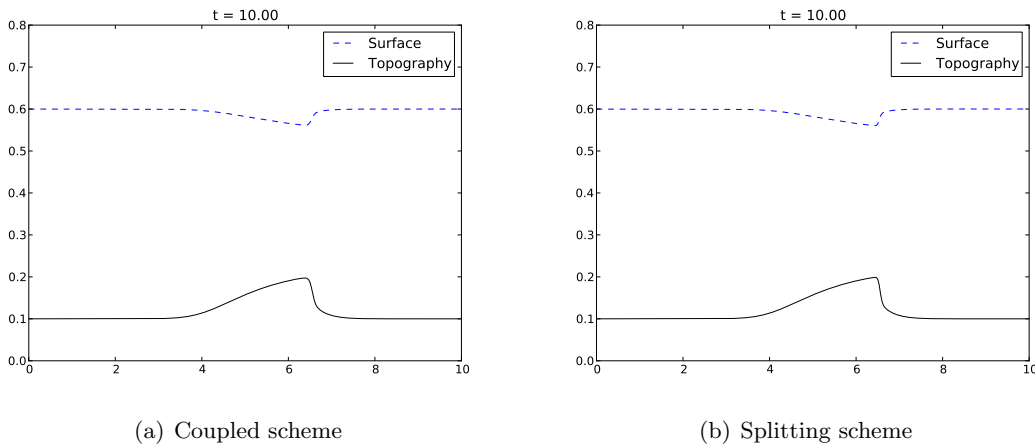 t = 10.00
Surface
Topography
0.8
0.7
0.6
0.5
0.4
0.3
0.2
0.1
0.0
0 2 4 6 8 10
(a) Coupled scheme
t = 10.00
Surface
Topography
0.8
0.7
0.6
0.5
0.4
0.3
0.2
0.1
0.0
0 2 4 6 8 10
(b) Splitting scheme